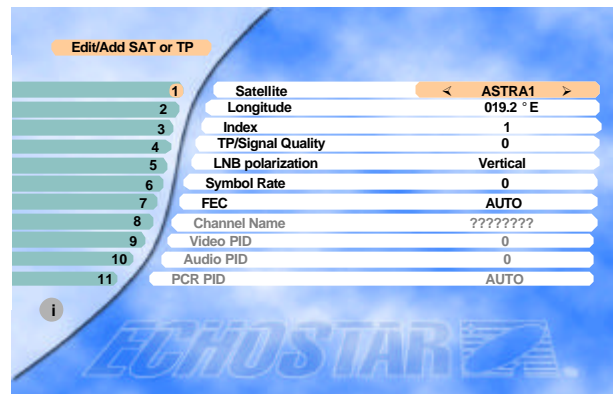 Edit/Add SAT or TP
1 Satellite ASTRA1
2 Longitude 019.2 ° E
3 Index 1
4 TP/Signal Quality 0
5 LNB polarization Vertical
6 Symbol Rate 0
7 FEC AUTO
8 Channel Name ????????
9 Video PID 0
10 Audio PID 0
11 PCR PID AUTO
i
ECHOSTAR